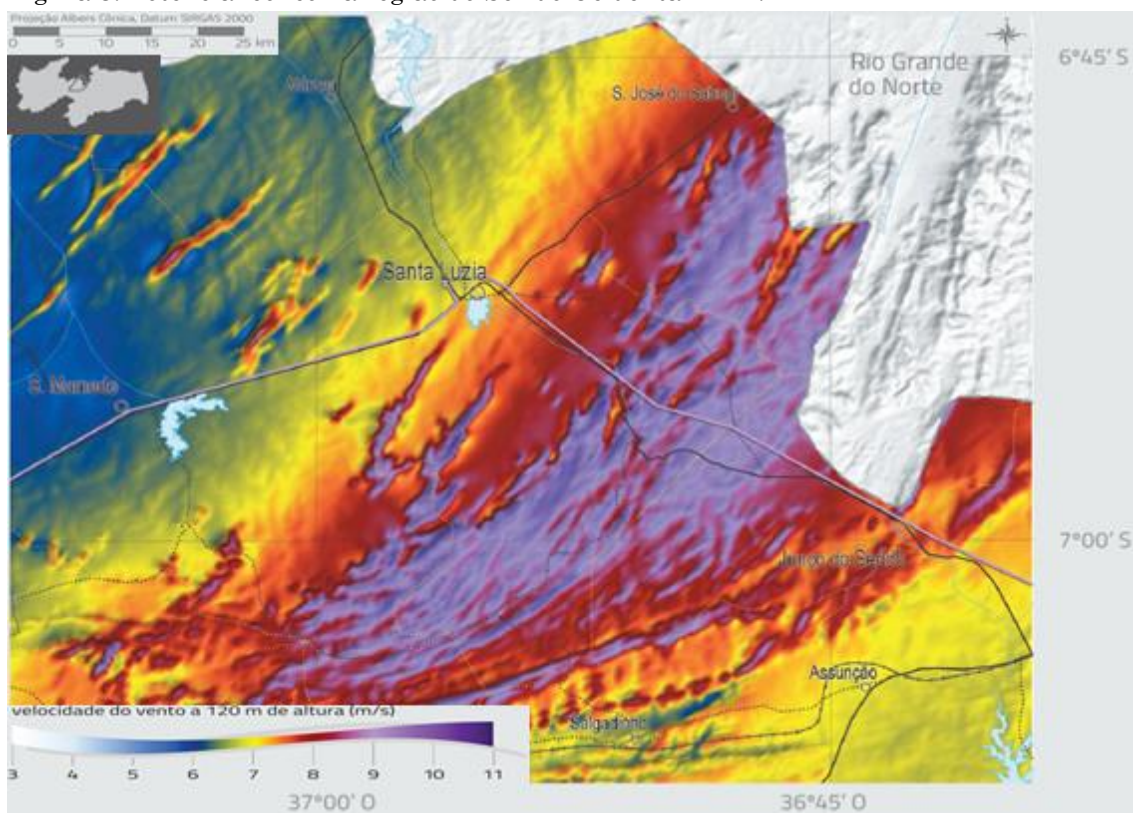 Projeção Albers Cônica, Datum SIRGAS 2000
0 5 10 15 20 25 km
6°45' S
Rio Grande
do Norte
S. José do Sabugi
Santa Luzia
S. Mamede
7°00' S
Junco do Seridó
Assunção
Salgadinho
velocidade do vento a 120 m de altura (m/s)
3 4 5 6 7 8 9 10 11
37°00' O
36°45' O